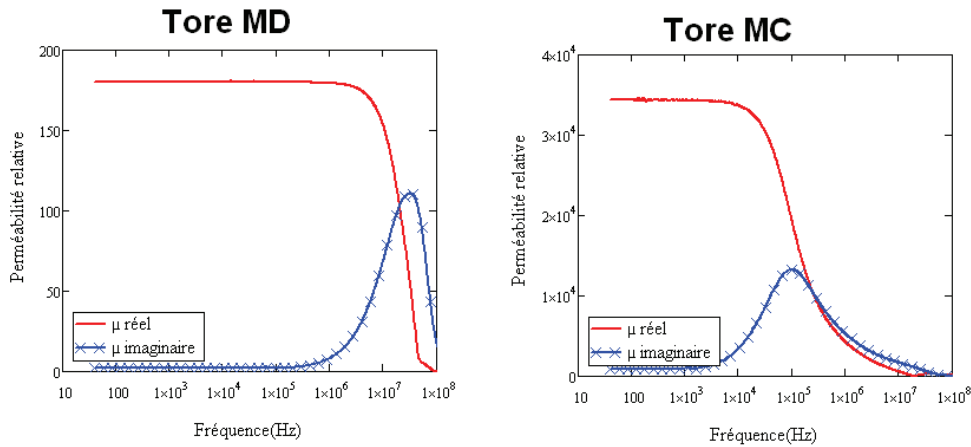 Tore MD
200
150
100
50
0
Perméabilité relative
μ réel
μ imaginaire
10
100
1×10³
1×10⁴
1×10⁵
1×10⁶
1×10⁷
1×10⁸
Fréquence(Hz)
Tore MC
4×10⁴
3×10⁴
2×10⁴
1×10⁴
0
Perméabilité relative
μ réel
μ imaginaire
10
100
1×10³
1×10⁴
1×10⁵
1×10⁶
1×10⁷
1×10⁸
Fréquence(Hz)